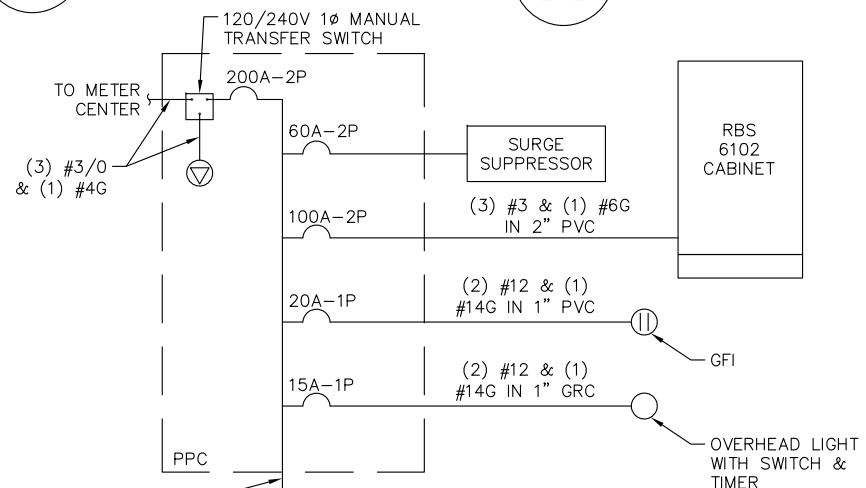 120/240V 1ø MANUAL
TRANSFER SWITCH
200A-2P
TO METER
CENTER
60A-2P
SURGE
SUPPRESSOR
RBS
6102
CABINET
(3) #3/0
& (1) #4G
100A-2P
(3) #3 & (1) #6G
IN 2" PVC
20A-1P
(2) #12 & (1)
#14G IN 1" PVC
GFI
15A-1P
(2) #12 & (1)
#14G IN 1" GRC
OVERHEAD LIGHT
WITH SWITCH &
TIMER
PPC